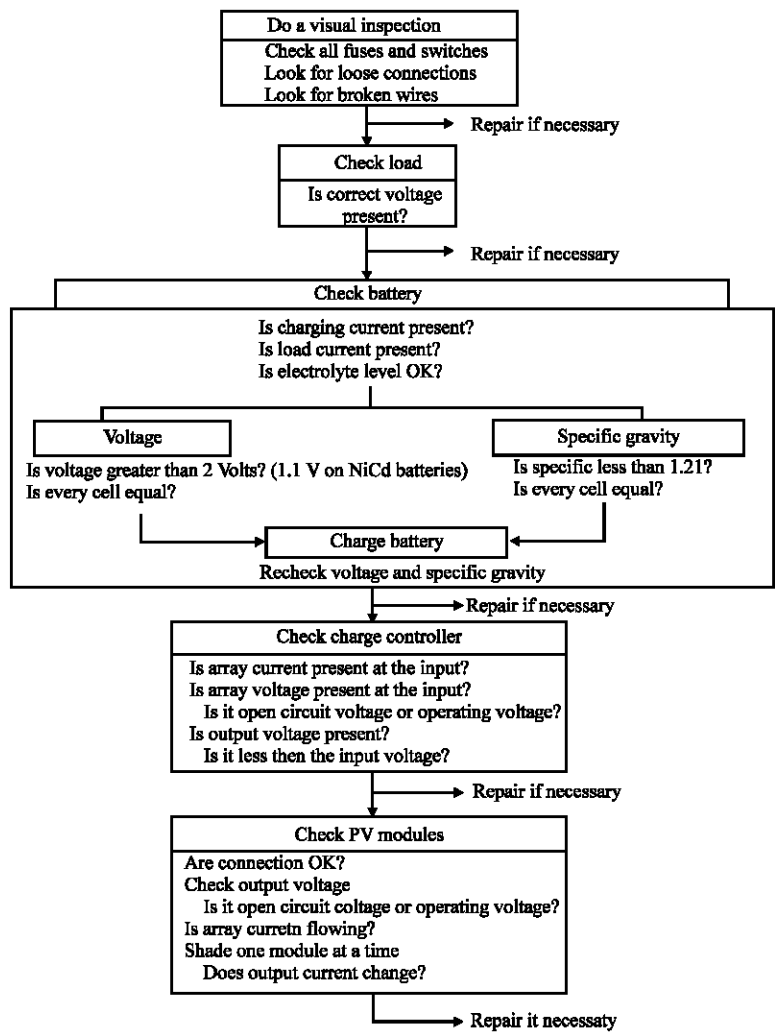 Do a visual inspection
Check all fuses and switches
Look for loose connections
Look for broken wires
Repair if necessary
Check load
Is correct voltage
present?
Repair if necessary
Check battery
Is charging current present?
Is load current present?
Is electrolyte level OK?
Voltage
Is voltage greater than 2 Volts? (1.1 V on NiCd batteries)
Is every cell equal?
Specific gravity
Is specific less than 1.21?
Is every cell equal?
Charge battery
Recheck voltage and specific gravity
Repair if necessary
Check charge controller
Is array current present at the input?
Is array voltage present at the input?
Is it open circuit voltage or operating voltage?
Is output voltage present?
Is it less then the input voltage?
Repair if necessary
Check PV modules
Are connection OK?
Check output voltage
Is it open circuit coltage or operating voltage?
Is array curretn flowing?
Shade one module at a time
Does output current change?
Repair it necessaty